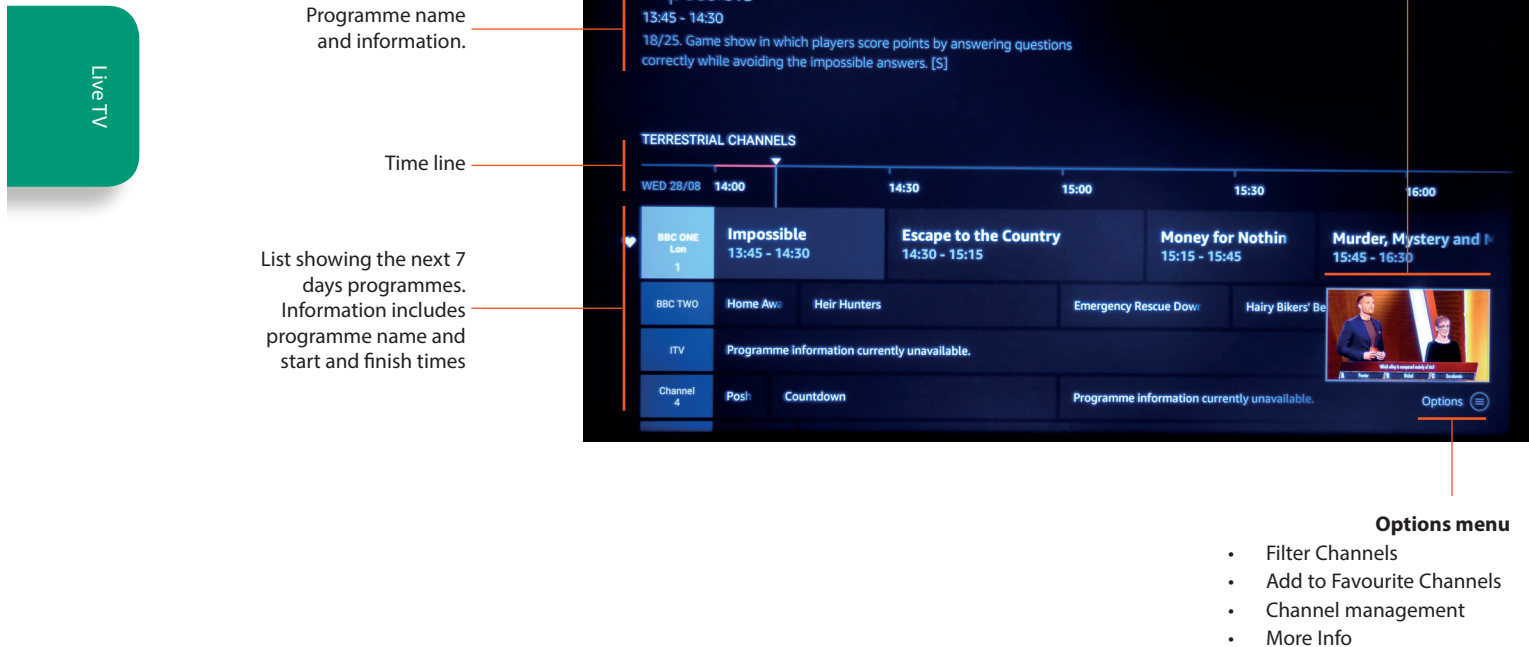 Programme name
and information.
13:45 - 14:30
18/25. Game show in which players score points by answering questions
correctly while avoiding the impossible answers. [S]
Live TV
TERRESTRIAL CHANNELS
Time line
WED 28/08 14:00 14:30 15:00 15:30 16:00
List showing the next 7
days programmes.
Information includes
programme name and
start and finish times
BBC ONE
Lon
1
Impossible
13:45 - 14:30
Escape to the Country
14:30 - 15:15
Money for Nothin
15:15 - 15:45
Murder, Mystery and M
15:45 - 16:30
BBC TWO Home Awa Heir Hunters Emergency Rescue Dow Hairy Bikers' Be
ITV Programme information currently unavailable.
Channel
4
Posh Countdown Programme information currently unavailable.
Options
Options menu
• Filter Channels
• Add to Favourite Channels
• Channel management
• More Info